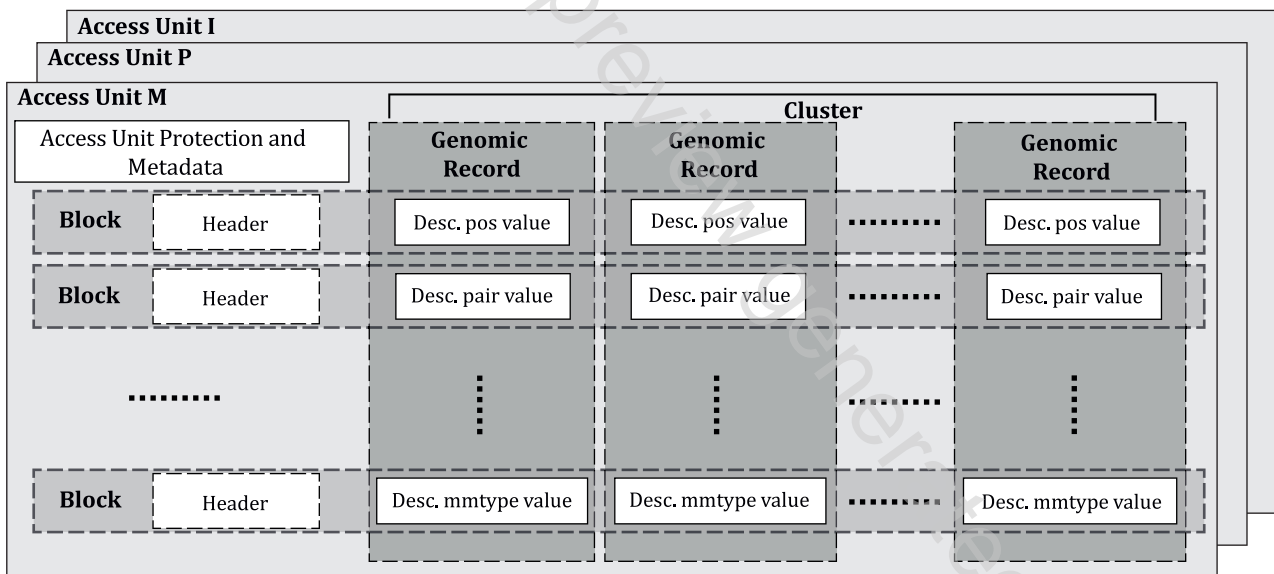 Access Unit I
Access Unit P
Access Unit M
Cluster
Access Unit Protection and
Metadata
Genomic
Record
Genomic
Record
Genomic
Record
Block Header Desc. pos value Desc. pos value Desc. pos value
Block Header Desc. pair value Desc. pair value Desc. pair value
Block Header Desc. mmtype value Desc. mmtype value Desc. mmtype value
preview generate